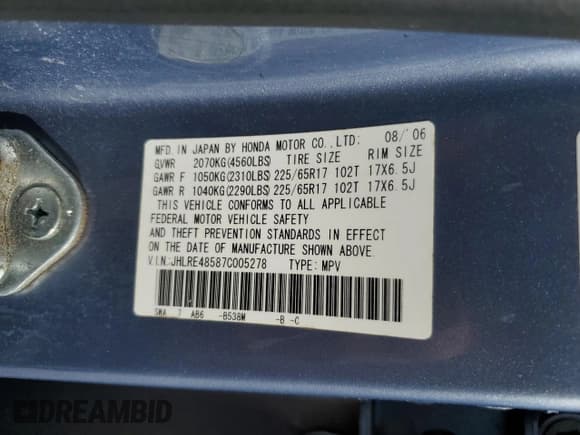 MFD. IN JAPAN BY HONDA MOTOR CO., LTD: 08/'06
GVWR 2070KG(4560LBS) TIRE SIZE RIM SIZE
GAWR F 1050KG(2310LBS) 225/65R17 102T 17X6.5J
GAWR R 1040KG(2290LBS) 225/65R17 102T 17X6.5J
THIS VEHICLE CONFORMS TO ALL APPLICABLE
FEDERAL MOTOR VEHICLE SAFETY
AND THEFT PREVENTION STANDARDS IN EFFECT
ON THE DATE OF MANUFACTURE SHOWN ABOVE.
V.I.N:JHLRE48587C005278 TYPE: MPV
SWA 7 AB6 -B538M -B -C
DREAMBID